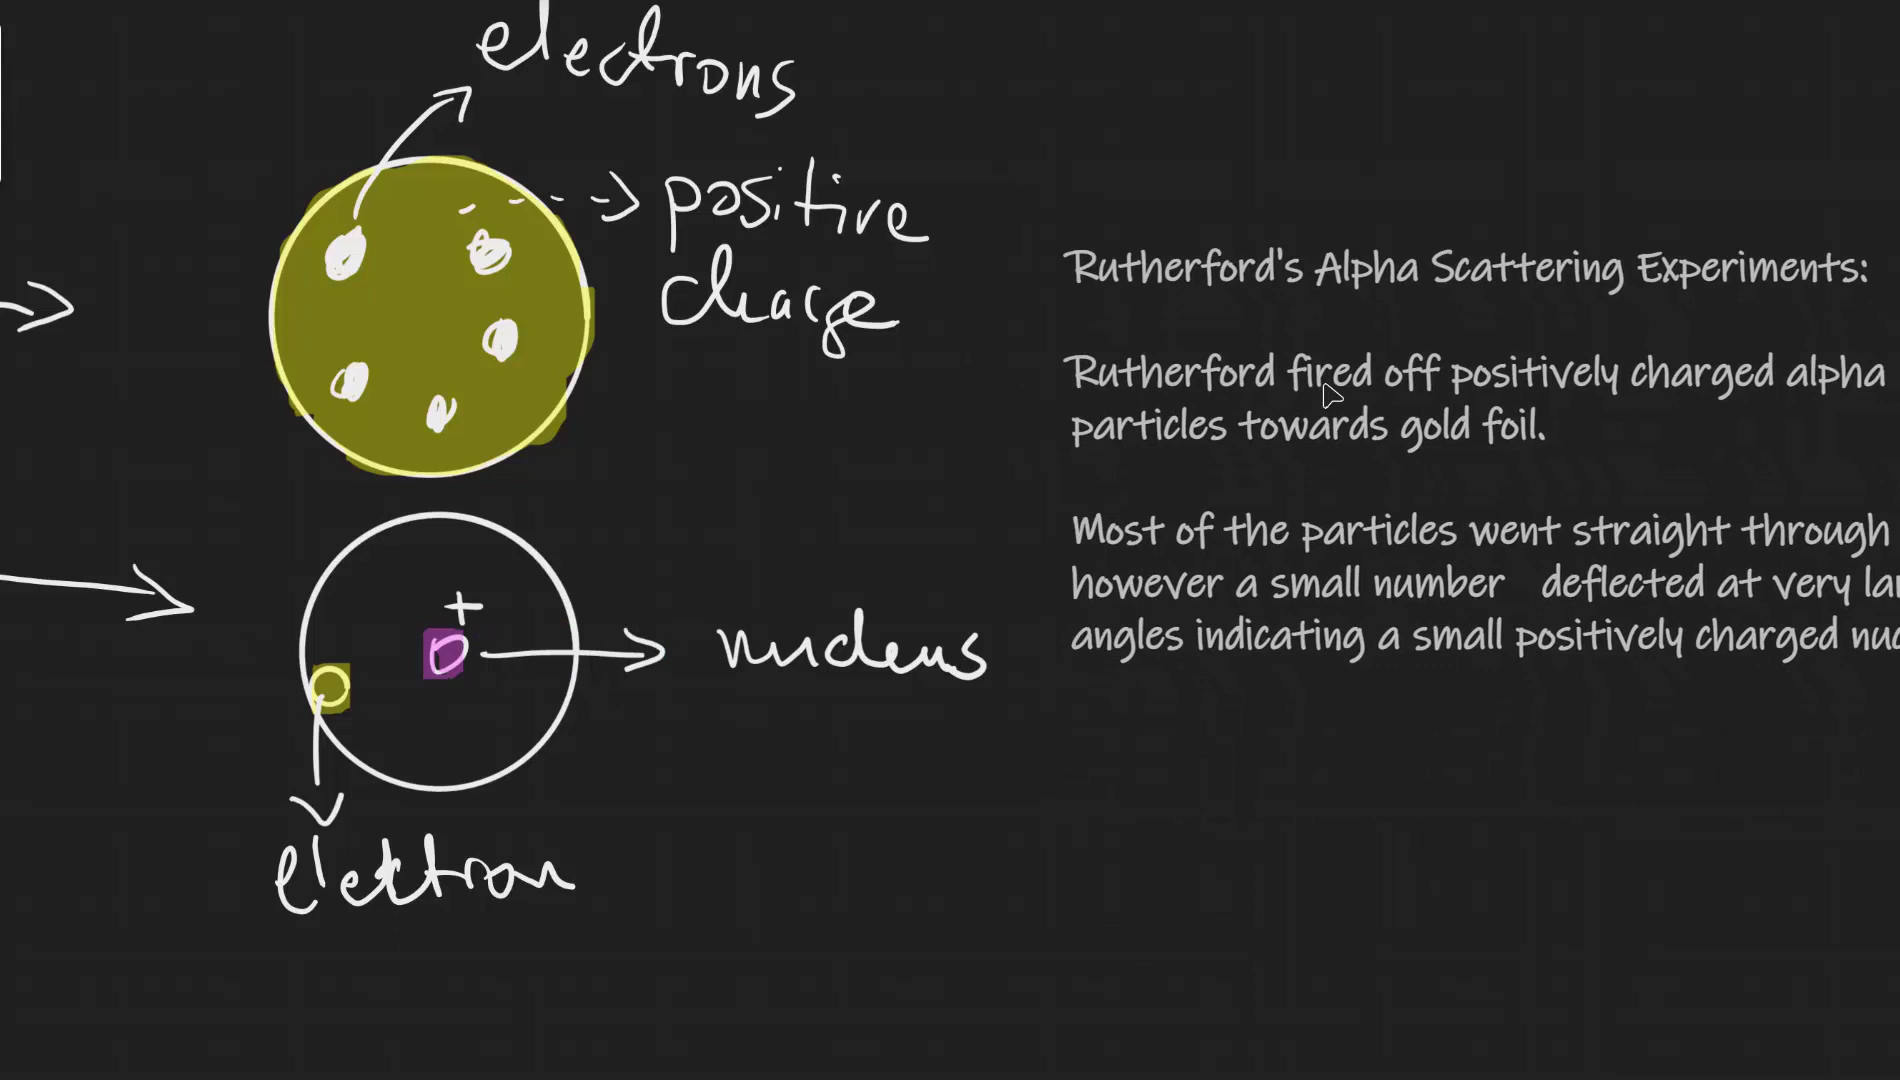 electrons
positive
charge
+
nucleus
electron
Rutherford's Alpha Scattering Experiments:
Rutherford fired off positively charged alpha
particles towards gold foil.
Most of the particles went straight through
however a small number deflected at very
angles indicating a small positively charged